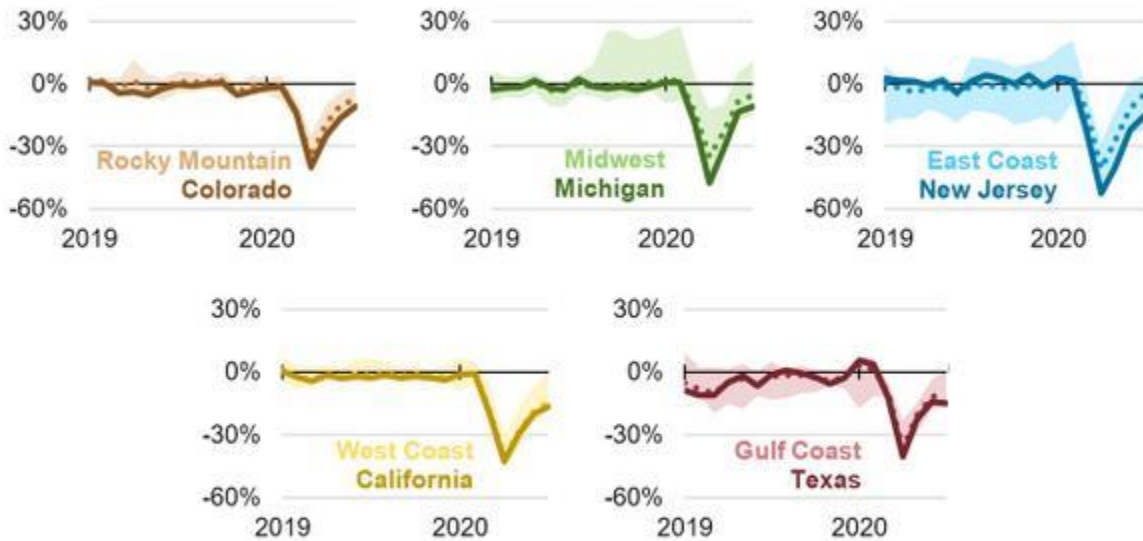 30%
0%
-30%
-60%
Rocky Mountain
Colorado
2019 2020
30%
0%
-30%
-60%
Midwest
Michigan
2019 2020
30%
0%
-30%
-60%
East Coast
New Jersey
2019 2020
30%
0%
-30%
-60%
West Coast
California
2019 2020
30%
0%
-30%
-60%
Gulf Coast
Texas
2019 2020